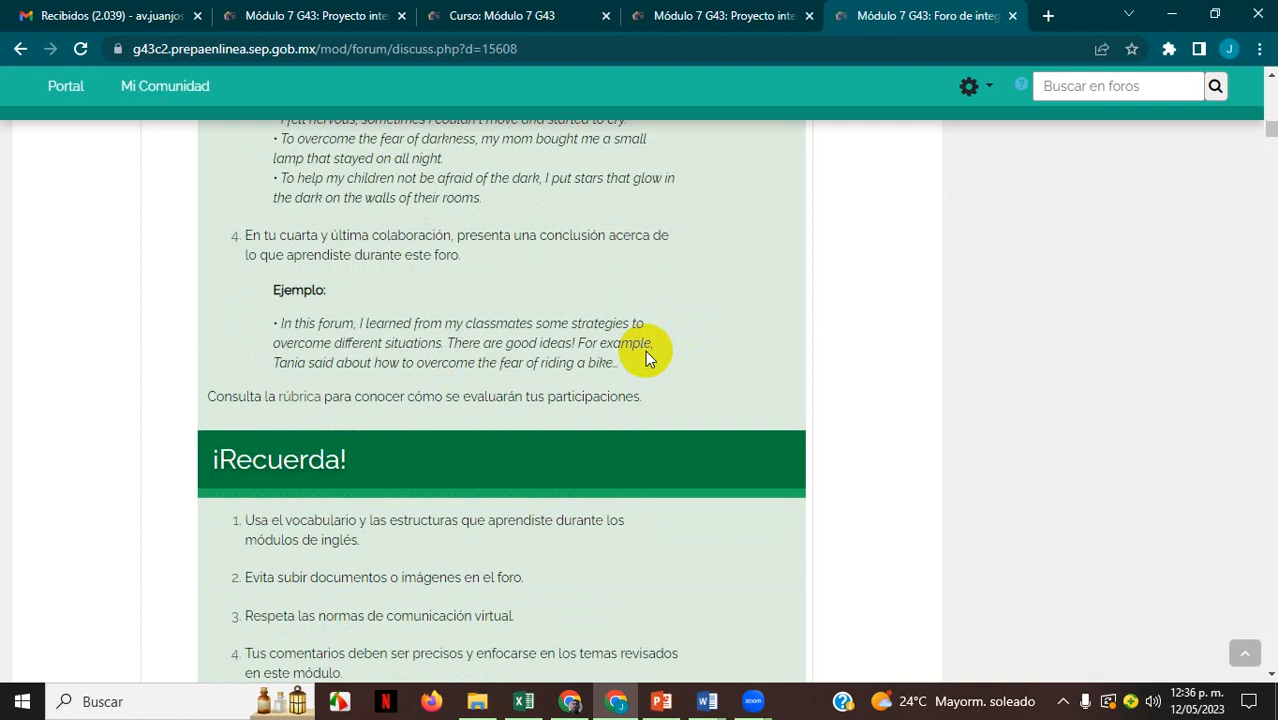 Recibidos (2.039) - av.juanjos
Módulo 7 G43: Proyecto inte
Curso: Módulo 7 G43
Módulo 7 G43: Proyecto inte
Módulo 7 G43: Foro de integ
g43c2.prepaenlinea.sep.gob.mx/mod/forum/discuss.php?d=15608
J
Portal
Mi Comunidad
Buscar en foros
I felt nervous, sometimes I couldn't move and started to cry.
• To overcome the fear of darkness, my mom bought me a small
lamp that stayed on all night.
• To help my children not be afraid of the dark, I put stars that glow in
the dark on the walls of their rooms.
4. En tu cuarta y última colaboración, presenta una conclusión acerca de
lo que aprendiste durante este foro.
Ejemplo:
• In this forum, I learned from my classmates some strategies to
overcome different situations. There are good ideas! For example,
Tania said about how to overcome the fear of riding a bike...
Consulta la rúbrica para conocer cómo se evaluarán tus participaciones.
¡Recuerda!
1. Usa el vocabulario y las estructuras que aprendiste durante los
módulos de inglés.
2. Evita subir documentos o imágenes en el foro.
3. Respeta las normas de comunicación virtual.
4. Tus comentarios deben ser precisos y enfocarse en los temas revisados
en este módulo.
Buscar
24°C Mayorm. soleado
12:36 p. m.
12/05/2023